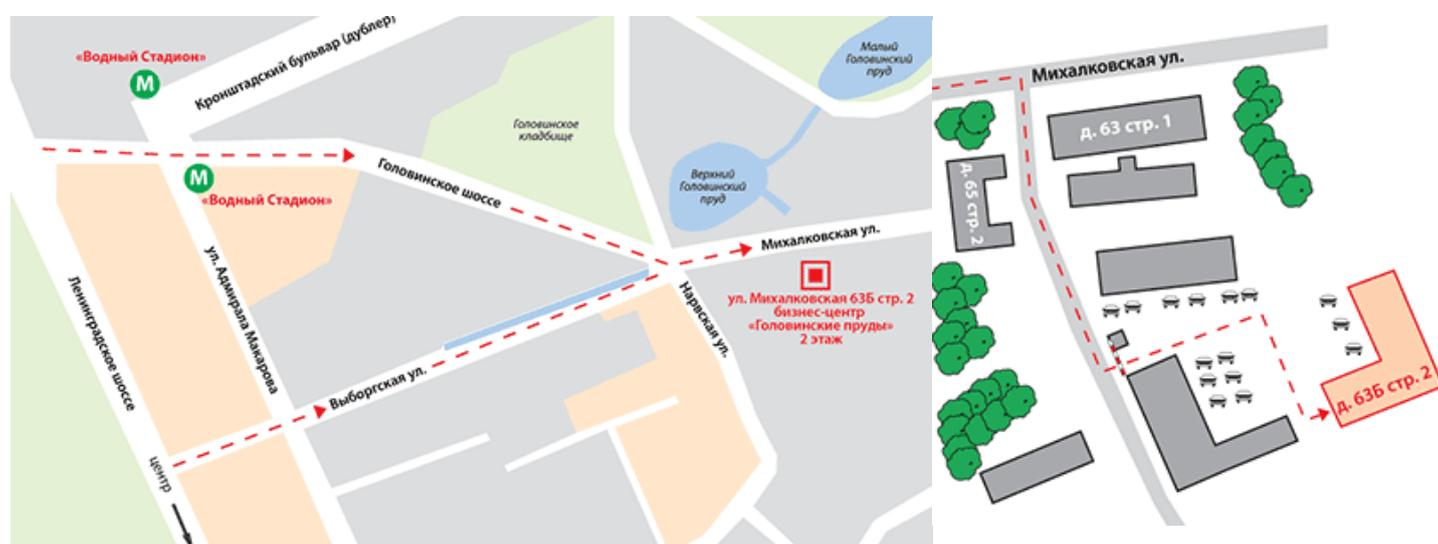 «Водный Стадион»
М
Кронштадский бульвар (дублер)
Малый
Головинский
пруд
Головинское
кладбище
Головинское шоссе
Верхний
Головинский
пруд
М
«Водный Стадион»
Михалковская ул.
ул. Михалковская 63Б стр. 2
бизнес-центр
«Головинские пруды»
2 этаж
Ленинградское шоссе
ул. Адмирала Макарова
Нарвская ул.
Выборгская ул.
центр
Михалковская ул.
д. 63 стр. 1
д. 65 стр. 2
д. 63Б стр. 2